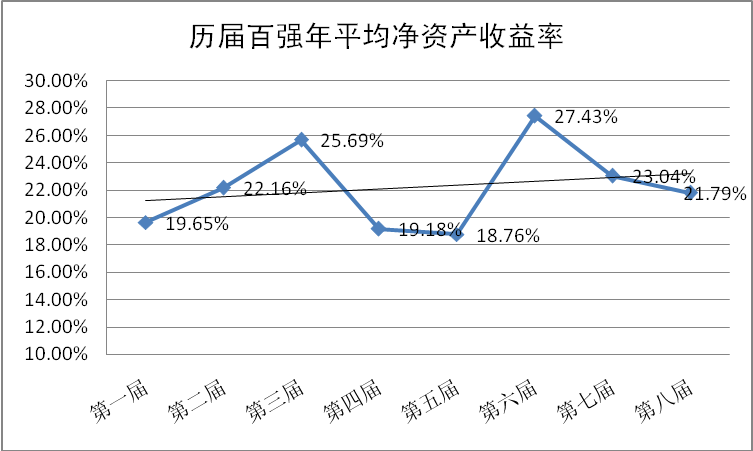 历届百强年平均净资产收益率
30.00%
28.00%
26.00%
24.00%
22.00%
20.00%
18.00%
16.00%
14.00%
12.00%
10.00%
19.65%
22.16%
25.69%
19.18%
18.76%
27.43%
23.04%
21.79%
第一届
第二届
第三届
第四届
第五届
第六届
第七届
第八届